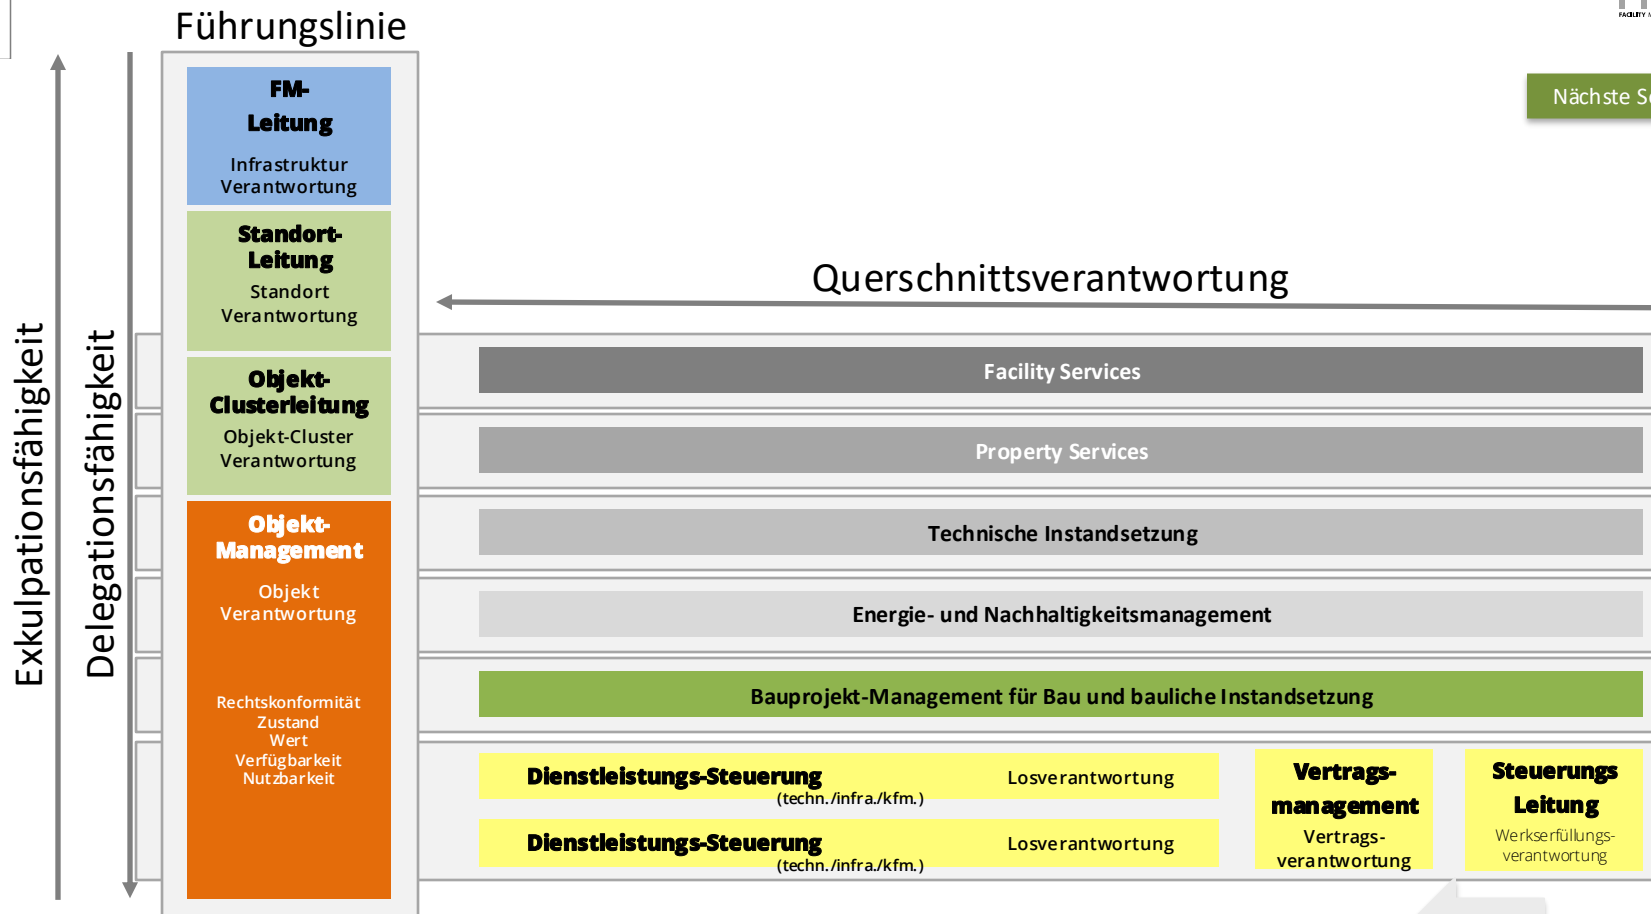 Führungslinie
FACILITY
Nächste
FM-
Leitung
Infrastruktur
Verantwortung
Standort-
Leitung
Standort
Verantwortung
Querschnittsverantwortung
Exkulpationsfähigkeit
Delegationsfähigkeit
Objekt-
Clusterleitung
Objekt-Cluster
Verantwortung
Facility Services
Property Services
Objekt-
Management
Objekt
Verantwortung
Rechtskonformität
Zustand
Wert
Verfügbarkeit
Nutzbarkeit
Technische Instandsetzung
Energie- und Nachhaltigkeitsmanagement
Bauprojekt-Management für Bau und bauliche Instandsetzung
Dienstleistungs-Steuerung Losverantwortung
(techn./infra./kfm.)
Dienstleistungs-Steuerung Losverantwortung
(techn./infra./kfm.)
Vertrags-
management
Vertrags-
verantwortung
Steuerungs
Leitung
Werkserfüllungs-
verantwortung